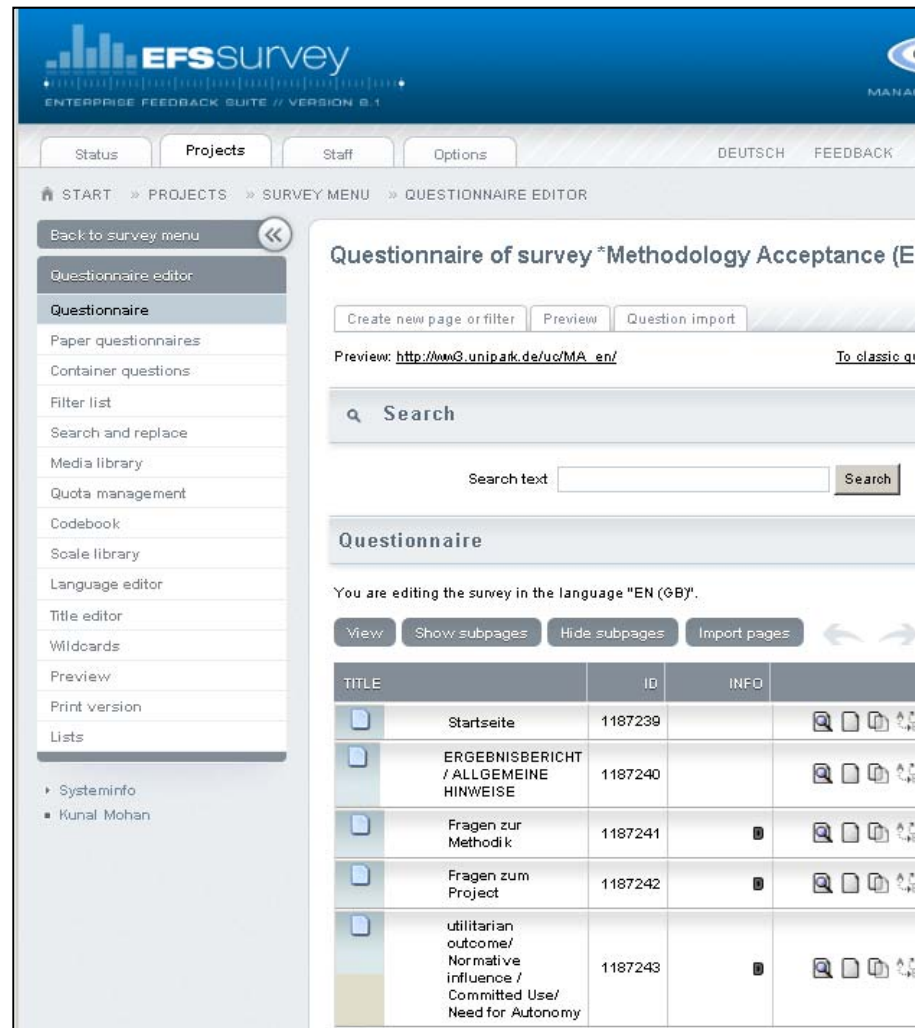 EFSSURVEY
ENTERPRISE FEEDBACK SUITE // VERSION 8.1
MANA
Status
Projects
Staff
Options
DEUTSCH
FEEDBACK
START » PROJECTS » SURVEY MENU » QUESTIONNAIRE EDITOR
Back to survey menu
Questionnaire editor
Questionnaire
Paper questionnaires
Container questions
Filter list
Search and replace
Media library
Quota management
Codebook
Scale library
Language editor
Title editor
Wildcards
Preview
Print version
Lists
Systeminfo
Kunal Mohan
Questionnaire of survey "Methodology Acceptance (E
Create new page or filter
Preview
Question import
Preview: http://ww3.unipark.de/uc/MA_en/
To classic qu
Search
Search text
Search
Questionnaire
You are editing the survey in the language "EN (GB)".
View
Show subpages
Hide subpages
Import pages
TITLE ID INFO
Startseite 1187239
ERGEBNISBERICHT
/ ALLGEMEINE 1187240
HINWEISE
Fragen zur
Methodik 1187241
Fragen zum
Project 1187242
utilitarian
outcome/
Normative
influence / 1187243
Committed Use/
Need for Autonomy